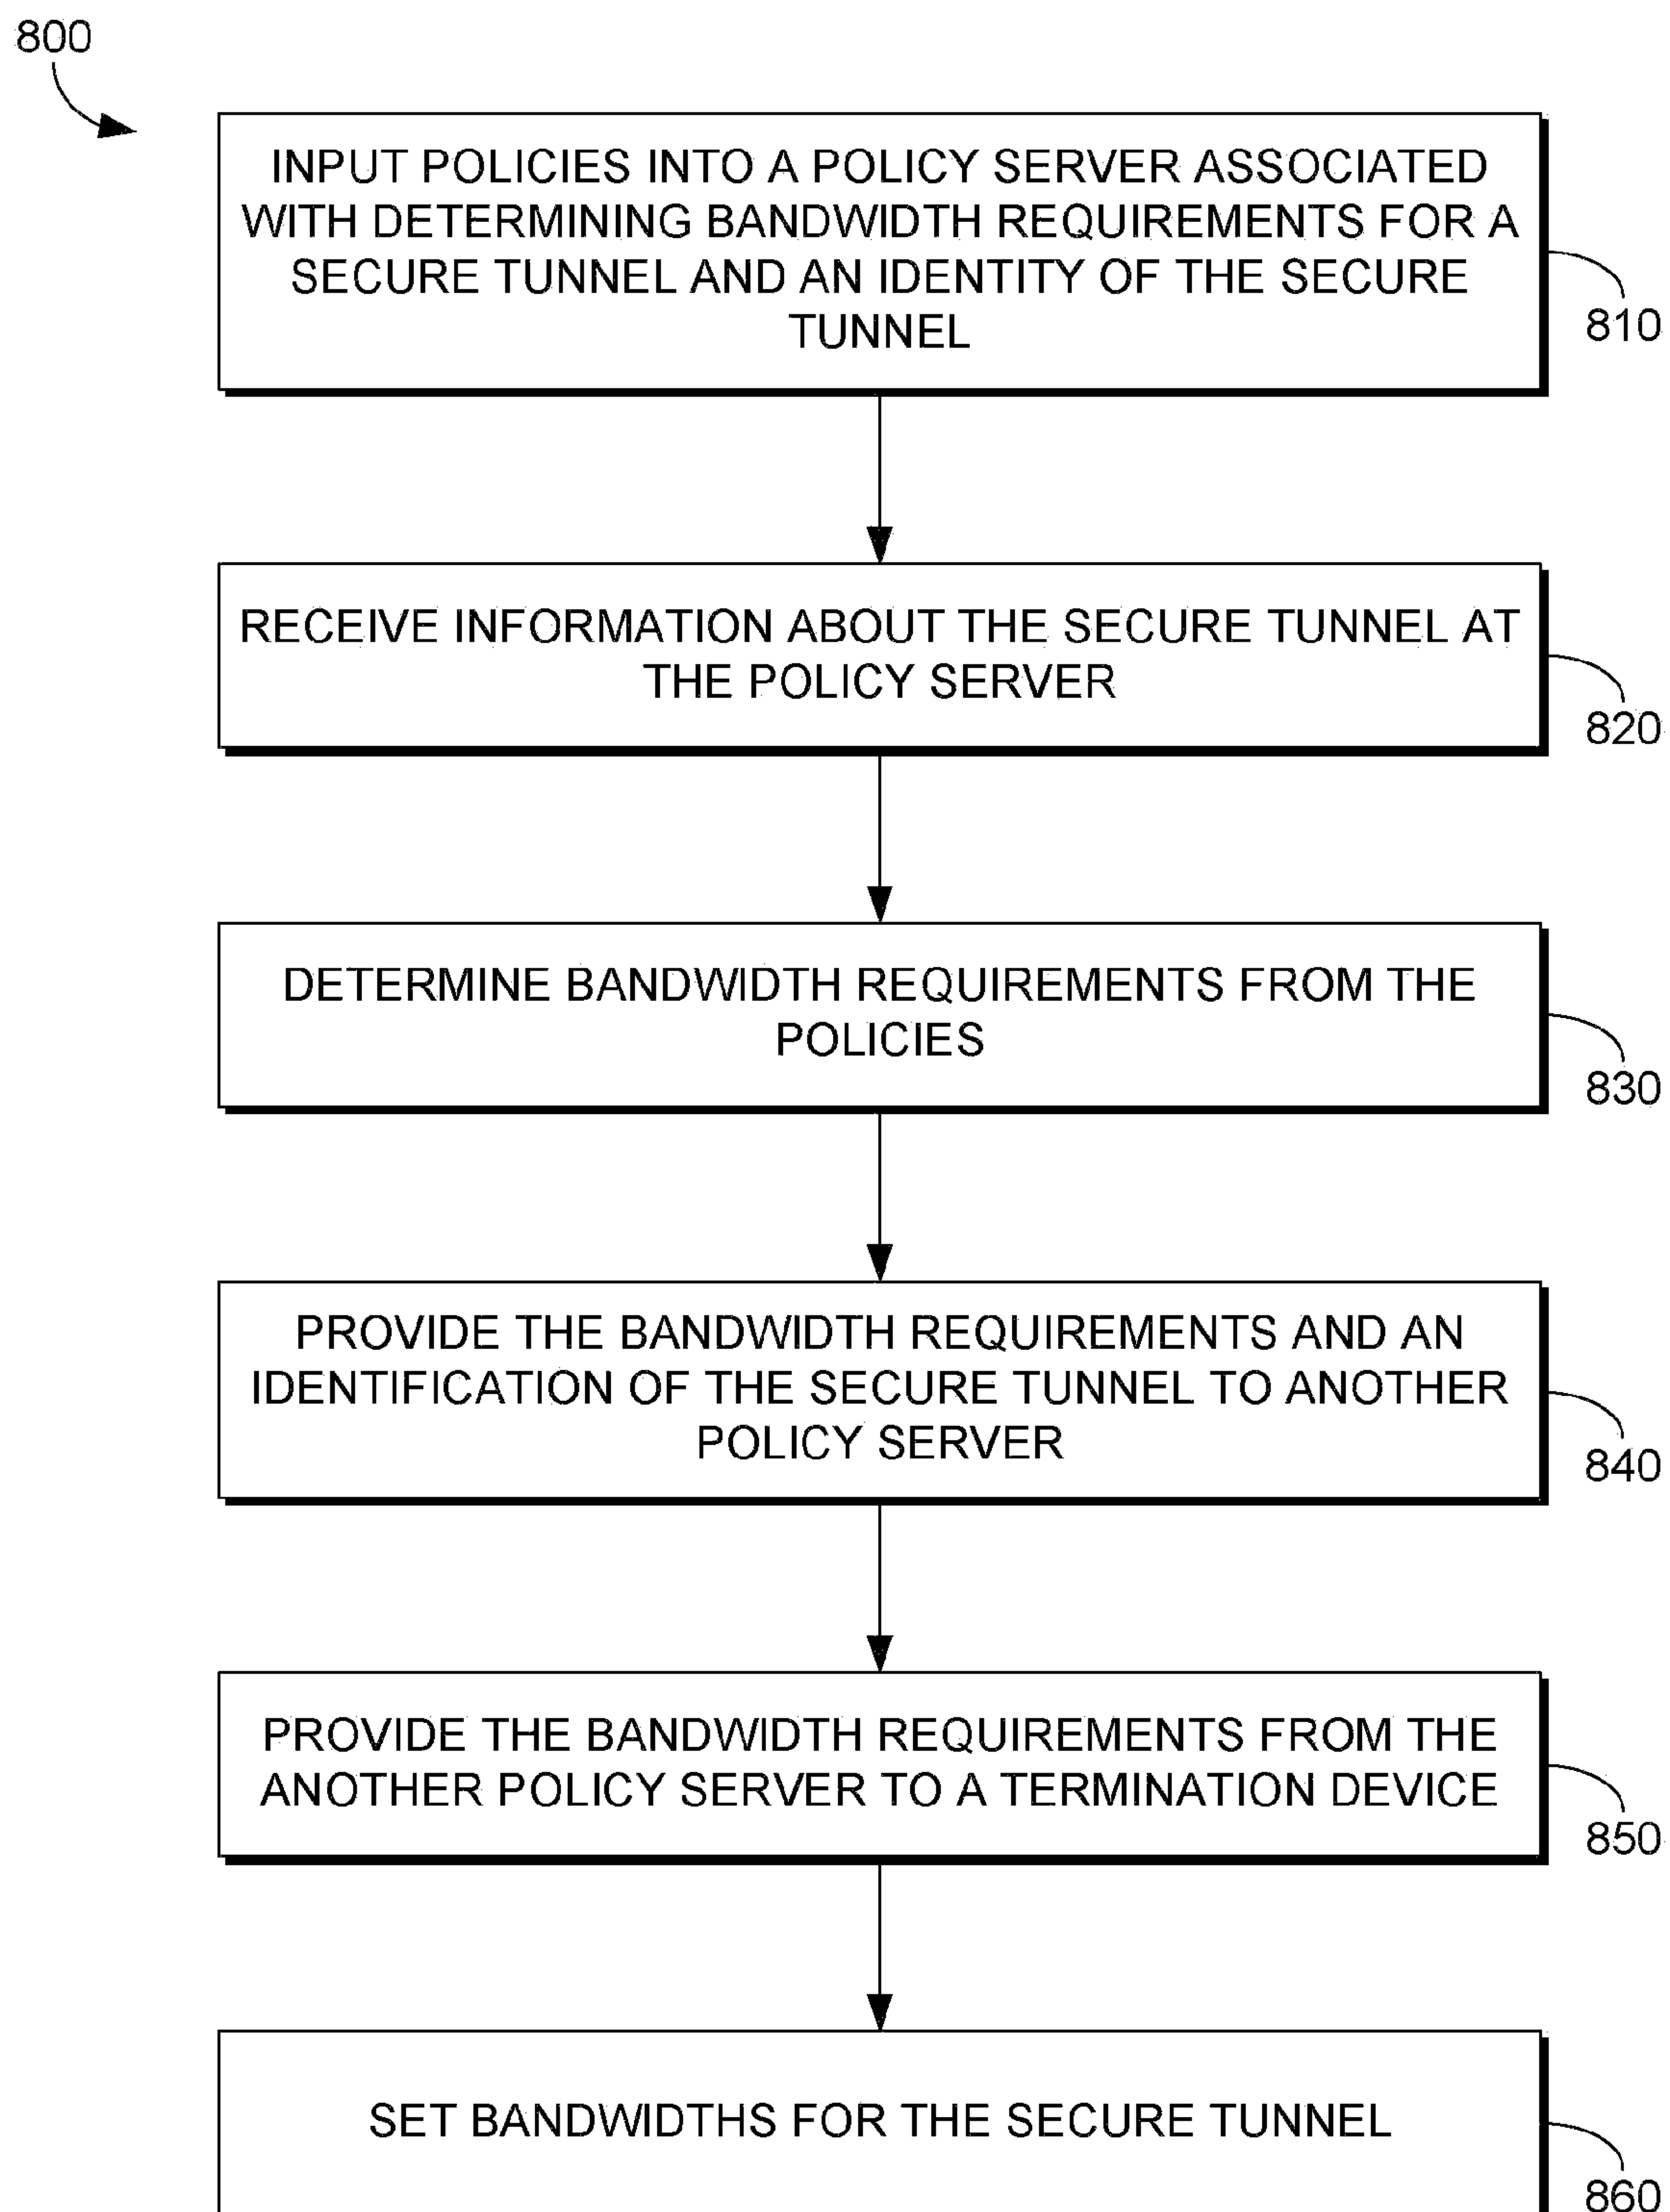 800
INPUT POLICIES INTO A POLICY SERVER ASSOCIATED
WITH DETERMINING BANDWIDTH REQUIREMENTS FOR A
SECURE TUNNEL AND AN IDENTITY OF THE SECURE
TUNNEL
810
RECEIVE INFORMATION ABOUT THE SECURE TUNNEL AT
THE POLICY SERVER
820
DETERMINE BANDWIDTH REQUIREMENTS FROM THE
POLICIES
830
PROVIDE THE BANDWIDTH REQUIREMENTS AND AN
IDENTIFICATION OF THE SECURE TUNNEL TO ANOTHER
POLICY SERVER
840
PROVIDE THE BANDWIDTH REQUIREMENTS FROM THE
ANOTHER POLICY SERVER TO A TERMINATION DEVICE
850
SET BANDWIDTHS FOR THE SECURE TUNNEL
860